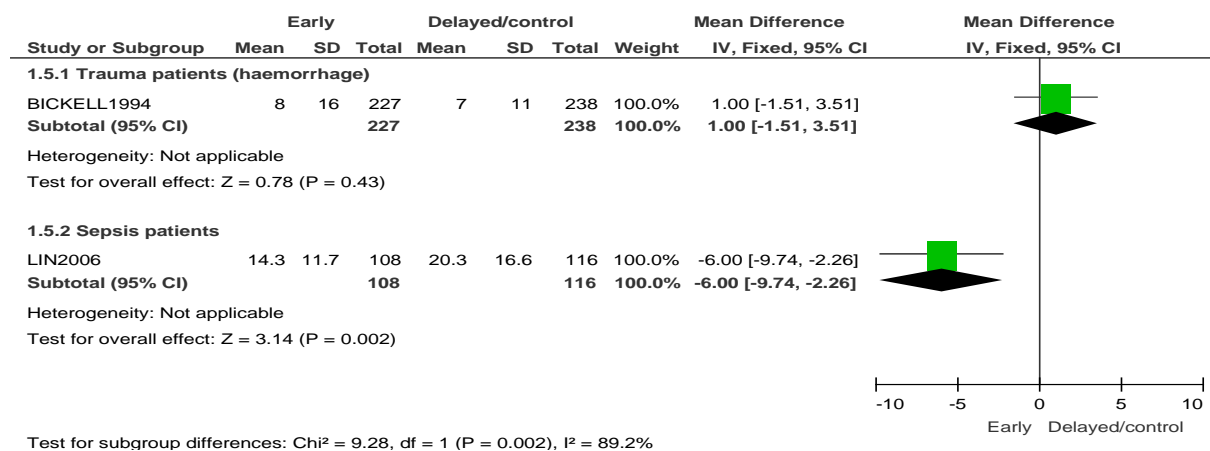 Early Delayed/control Mean Difference Mean Difference
Study or Subgroup Mean SD Total Mean SD Total Weight IV, Fixed, 95% CI IV, Fixed, 95% CI
1.5.1 Trauma patients (haemorrhage)
BICKELL1994 8 16 227 7 11 238 100.0% 1.00 [-1.51, 3.51]
Subtotal (95% CI) 227 238 100.0% 1.00 [-1.51, 3.51]
Heterogeneity: Not applicable
Test for overall effect: Z = 0.78 (P = 0.43)
1.5.2 Sepsis patients
LIN2006 14.3 11.7 108 20.3 16.6 116 100.0% -6.00 [-9.74, -2.26]
Subtotal (95% CI) 108 116 100.0% -6.00 [-9.74, -2.26]
Heterogeneity: Not applicable
Test for overall effect: Z = 3.14 (P = 0.002)
-10 -5 0 5 10
Early Delayed/control
Test for subgroup differences: Chi² = 9.28, df = 1 (P = 0.002), I² = 89.2%